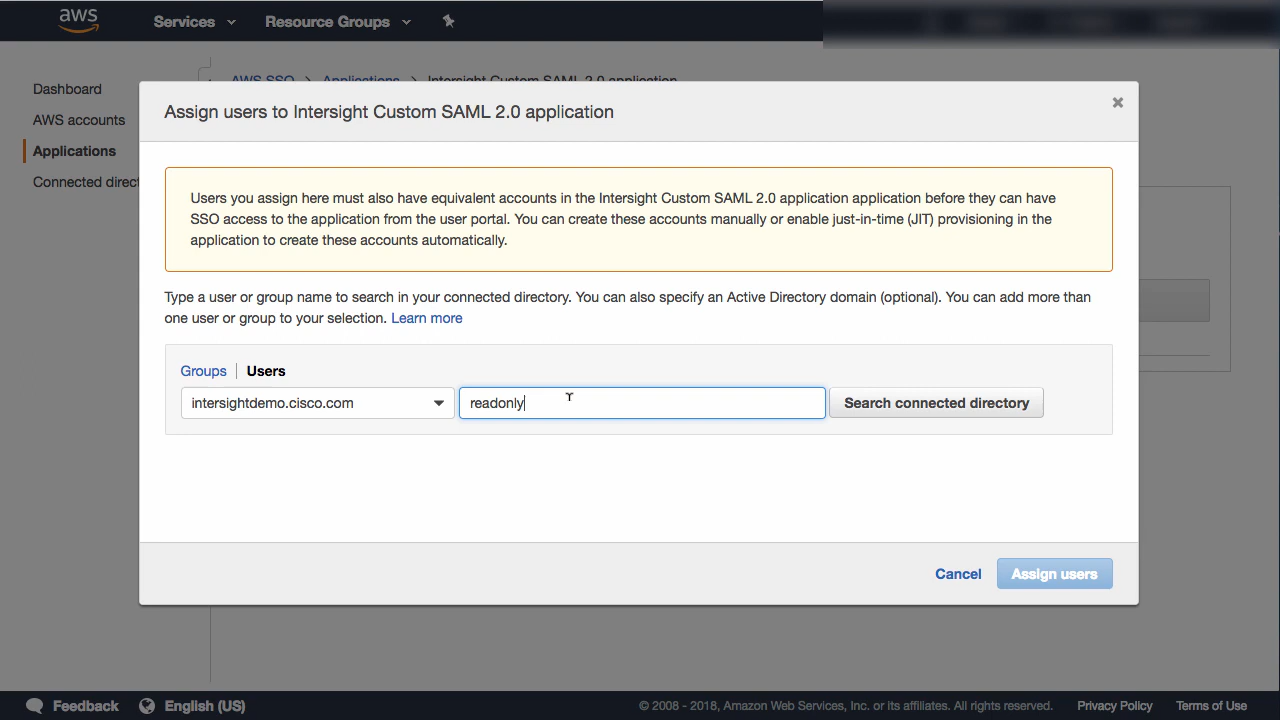 aws
Services
Resource Groups
Dashboard
AWS accounts
Applications
AWS SSO > Applications > Intersight Custom SAML 2.0 application
Assign users to Intersight Custom SAML 2.0 application
Users you assign here must also have equivalent accounts in the Intersight Custom SAML 2.0 application application before they can have
SSO access to the application from the user portal. You can create these accounts manually or enable just-in-time (JIT) provisioning in the
application to create these accounts automatically.
Type a user or group name to search in your connected directory. You can also specify an Active Directory domain (optional). You can add more than
one user or group to your selection. Learn more
Connected direct
Groups | Users
intersightdemo.cisco.com
readonly
Search connected directory
Cancel
Assign users
Feedback
English (US)
© 2008 - 2018, Amazon Web Services, Inc. or its affiliates. All rights reserved.
Privacy Policy
Terms of Use